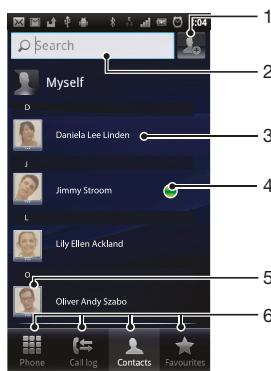 :04
1
Search
2
Myself
D
Daniela Lee Linden
3
J
Jimmy Stroom
4
L
Lily Ellen Ackland
O
5
Oliver Andy Szabo
6
Phone Call log Contacts Favourites